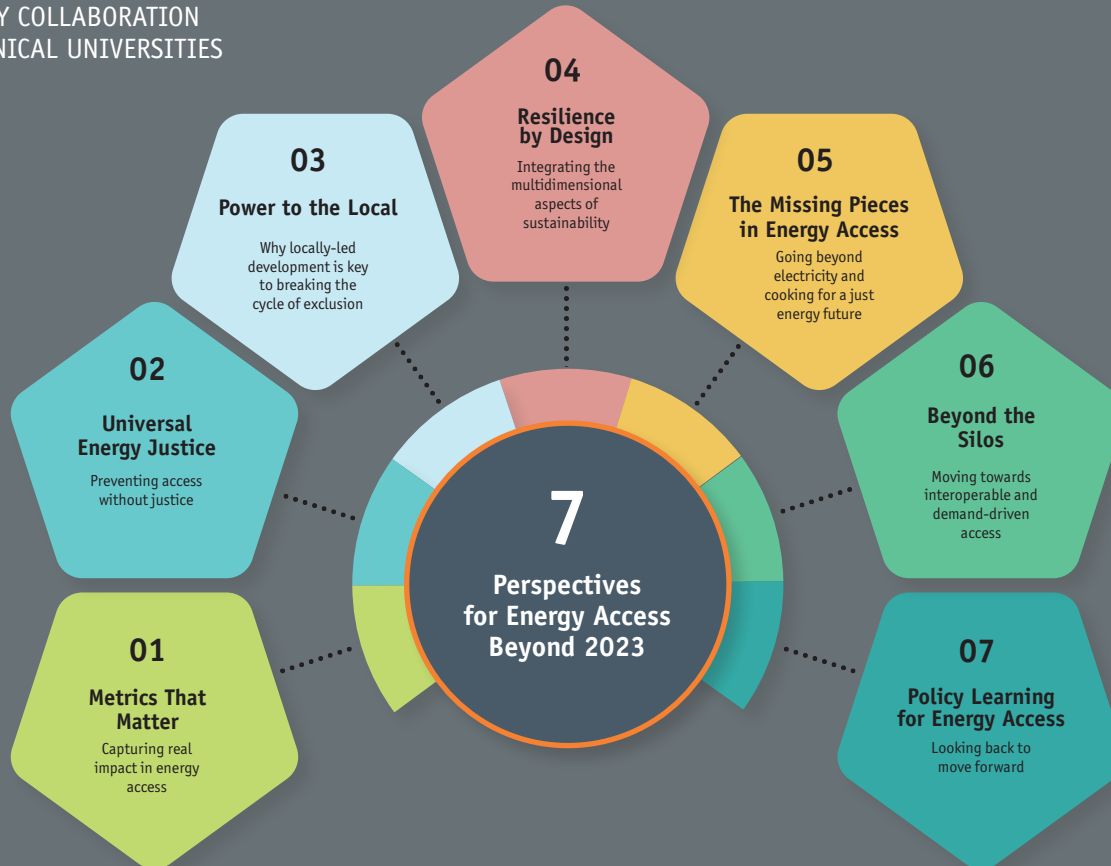 Y COLLABORATION
NICAL UNIVERSITIES
04
Resilience
by Design
Integrating the
multidimensional
aspects of
sustainability
03
Power to the Local
Why locally-led
development is key
to breaking the
cycle of exclusion
05
The Missing Pieces
in Energy Access
Going beyond
electricity and
cooking for a just
energy future
02
Universal
Energy Justice
Preventing access
without justice
06
Beyond the
Silos
Moving towards
interoperable and
demand-driven
access
7
Perspectives
for Energy Access
Beyond 2023
01
Metrics That
Matter
Capturing real
impact in energy
access
07
Policy Learning
for Energy Access
Looking back to
move forward